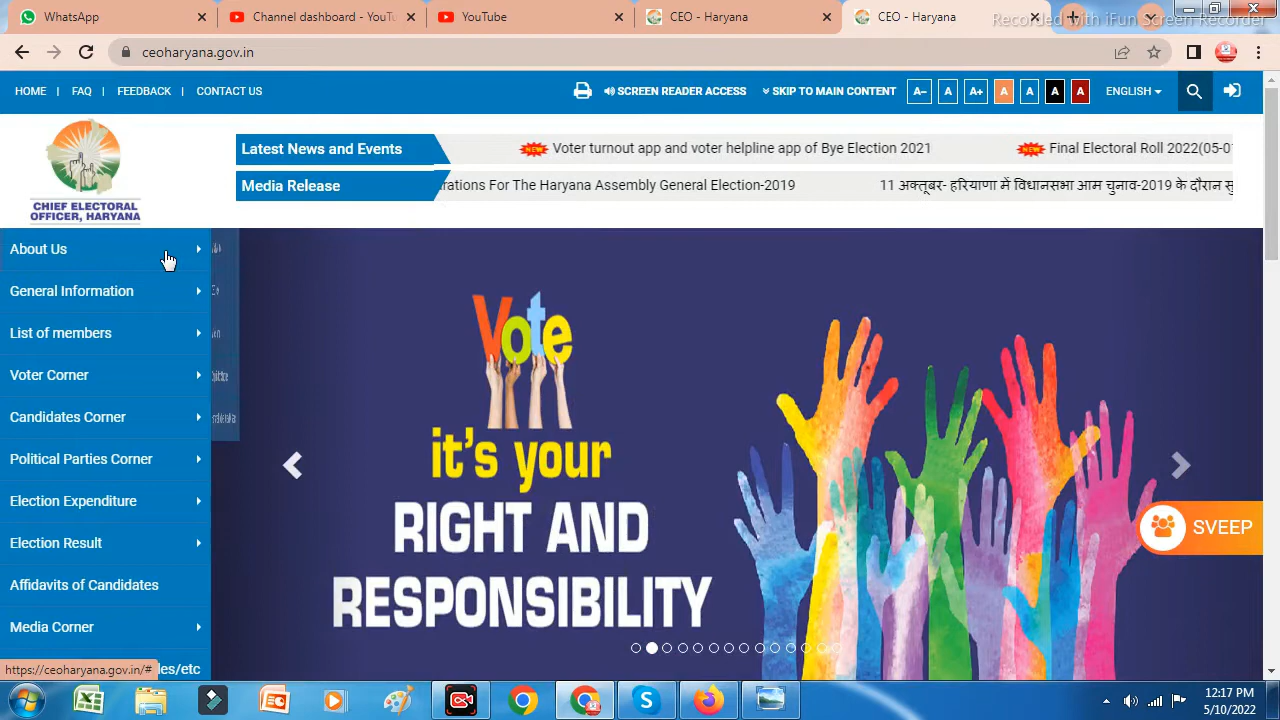 WhatsApp
Channel dashboard - YouTu
YouTube
CEO - Haryana
CEO - Haryana
Recorded with iFun Screen Recorder
ceoharyana.gov.in
HOME | FAQ | FEEDBACK | CONTACT US
SCREEN READER ACCESS
SKIP TO MAIN CONTENT
A- A A+ A A A A
ENGLISH
CHIEF ELECTORAL
OFFICER, HARYANA
Latest News and Events
NEW Voter turnout app and voter helpline app of Bye Election 2021
NEW Final Electoral Roll 2022(05-0
Media Release
rations For The Haryana Assembly General Election-2019
11 अक्तूबर- हरियाणा में विधानसभा आम चुनाव-2019 के दौरान सु
About Us
General Information
List of members
Voter Corner
Candidates Corner
Political Parties Corner
Election Expenditure
Election Result
Affidavits of Candidates
Media Corner
les/etc
https://ceoharyana.gov.in/#
Vote
it's your
RIGHT AND
RESPONSIBILITY
SVEEP
12:17 PM
5/10/2022